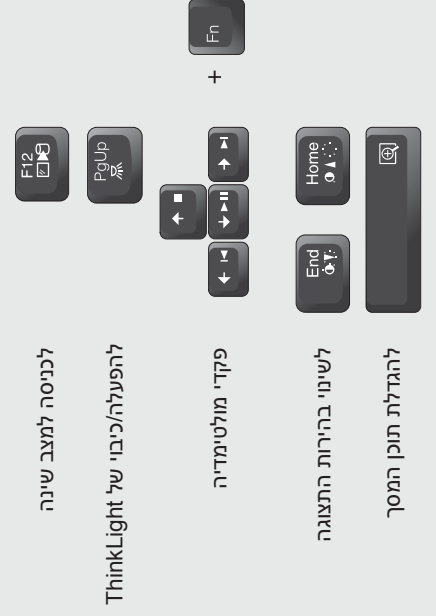 F12
לכניסה למצב שינה
PgUp
להפעלה/כיבוי של ThinkLight
Fn +
פקדי מולטימדיה
End Home
לשינוי בהירות התצוגה
להגדלת תוכן המסך